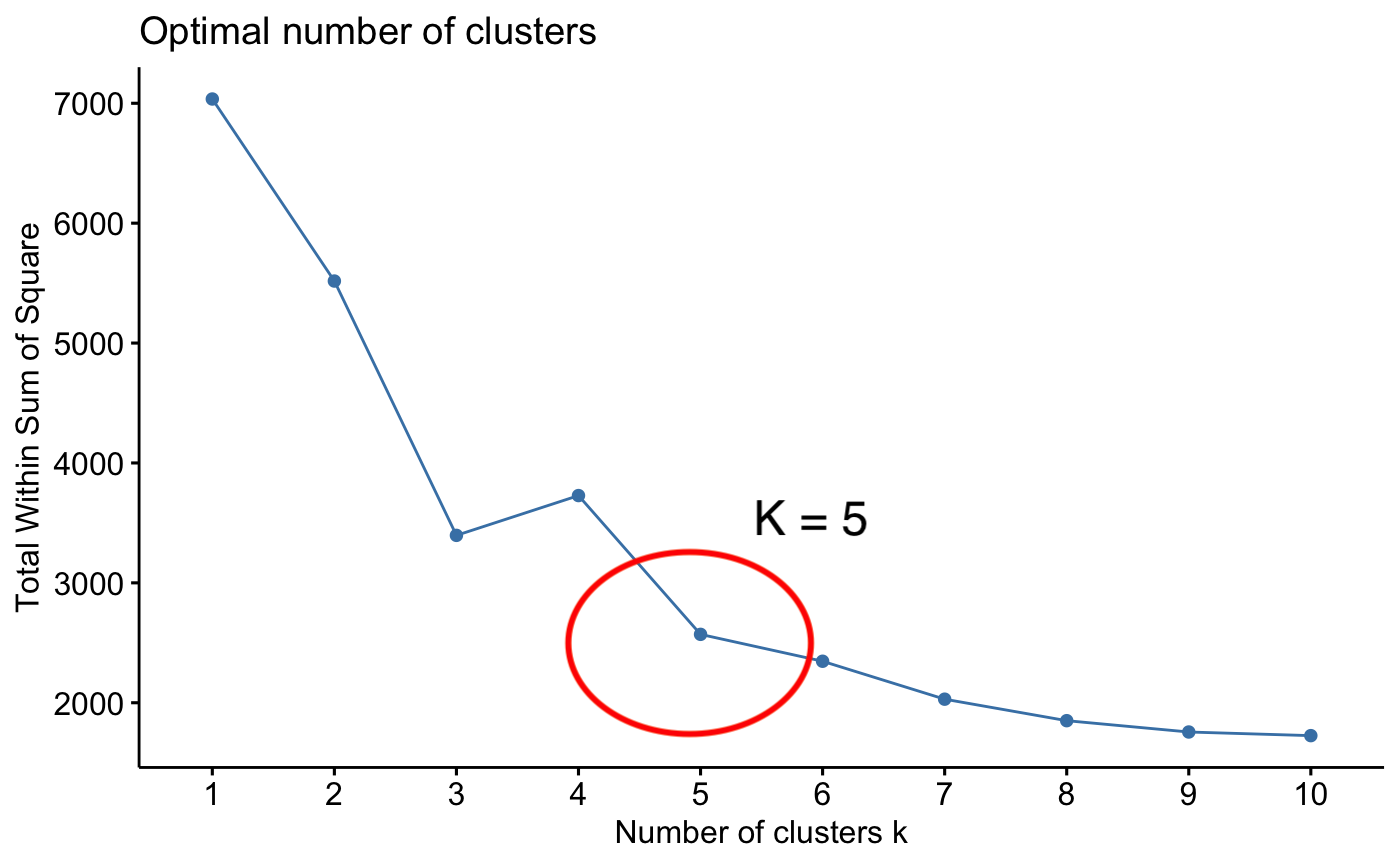 Optimal number of clusters
Total Within Sum of Square
7000
6000
5000
4000
3000
2000
K = 5
1 2 3 4 5 6 7 8 9 10
Number of clusters k